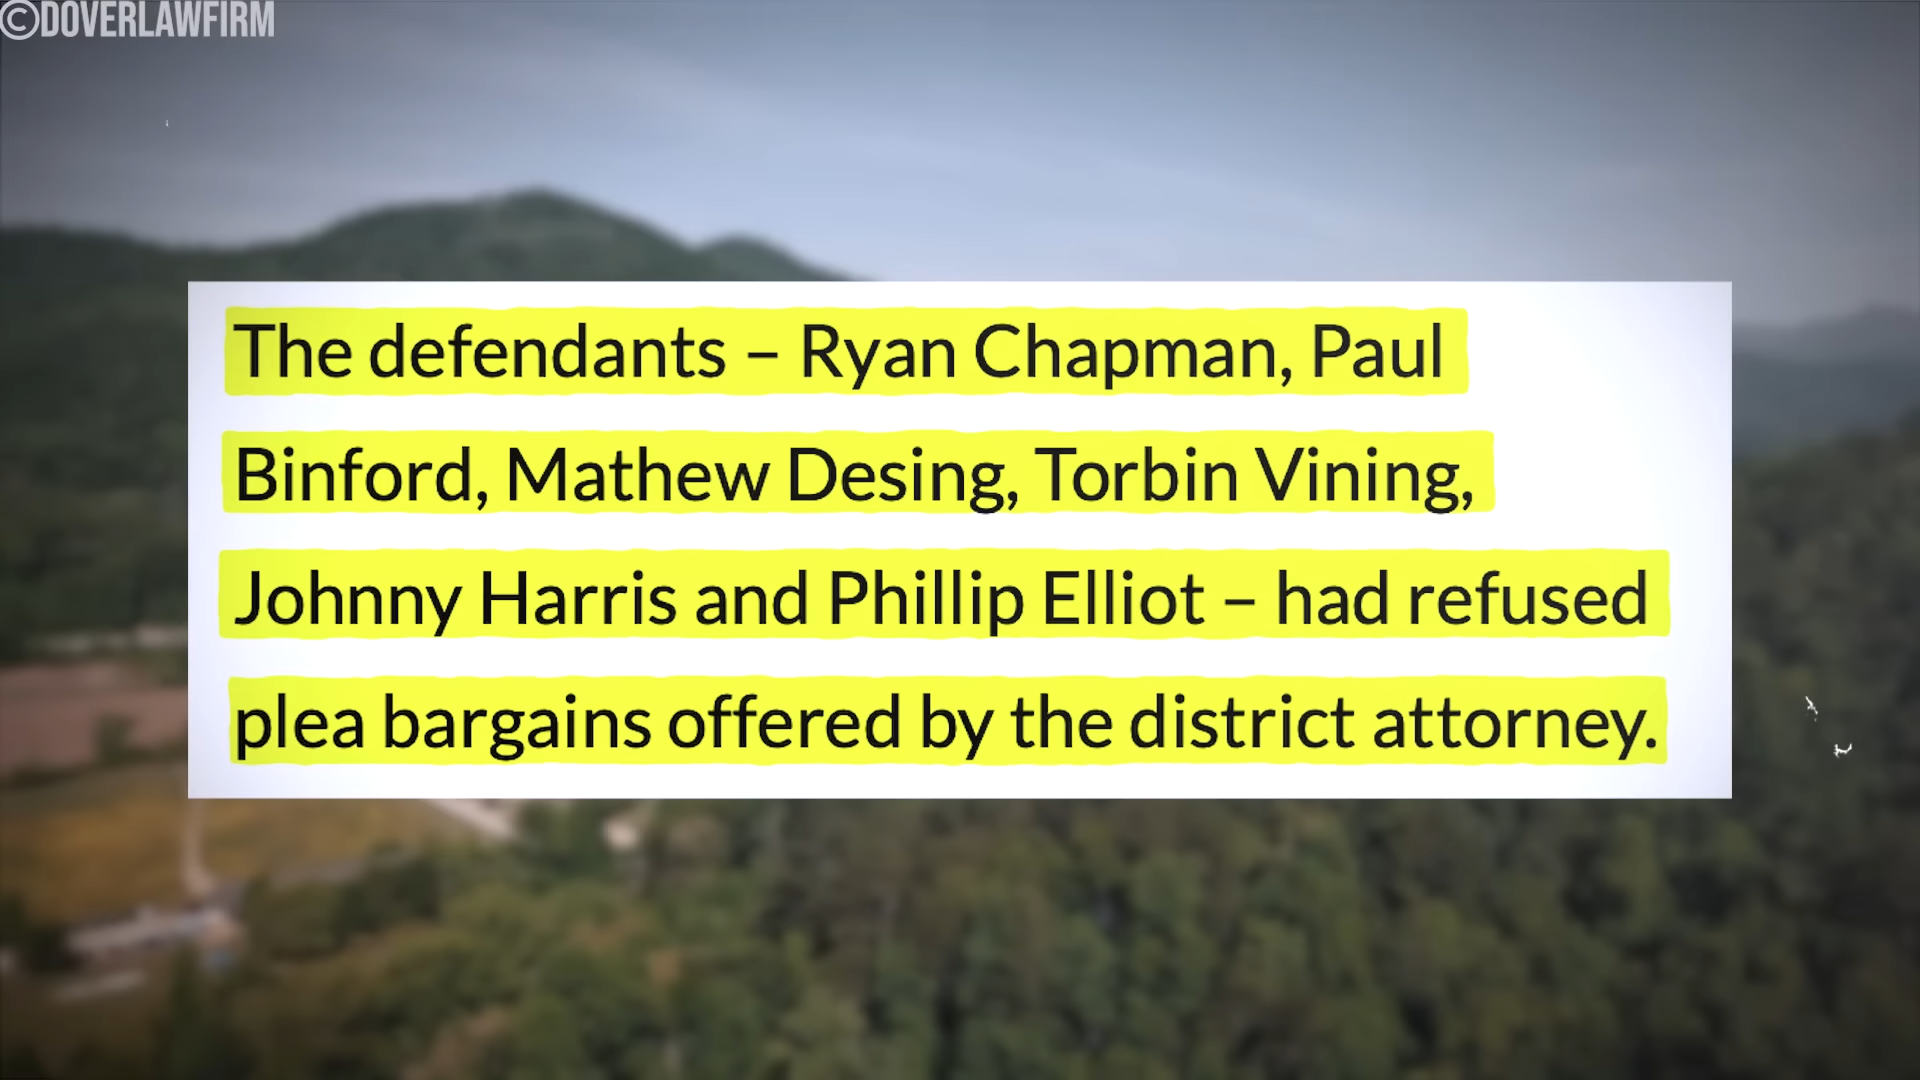 ©DOVERLAWFIRM
The defendants – Ryan Chapman, Paul
Binford, Mathew Desing, Torbin Vining,
Johnny Harris and Phillip Elliot – had refused
plea bargains offered by the district attorney.